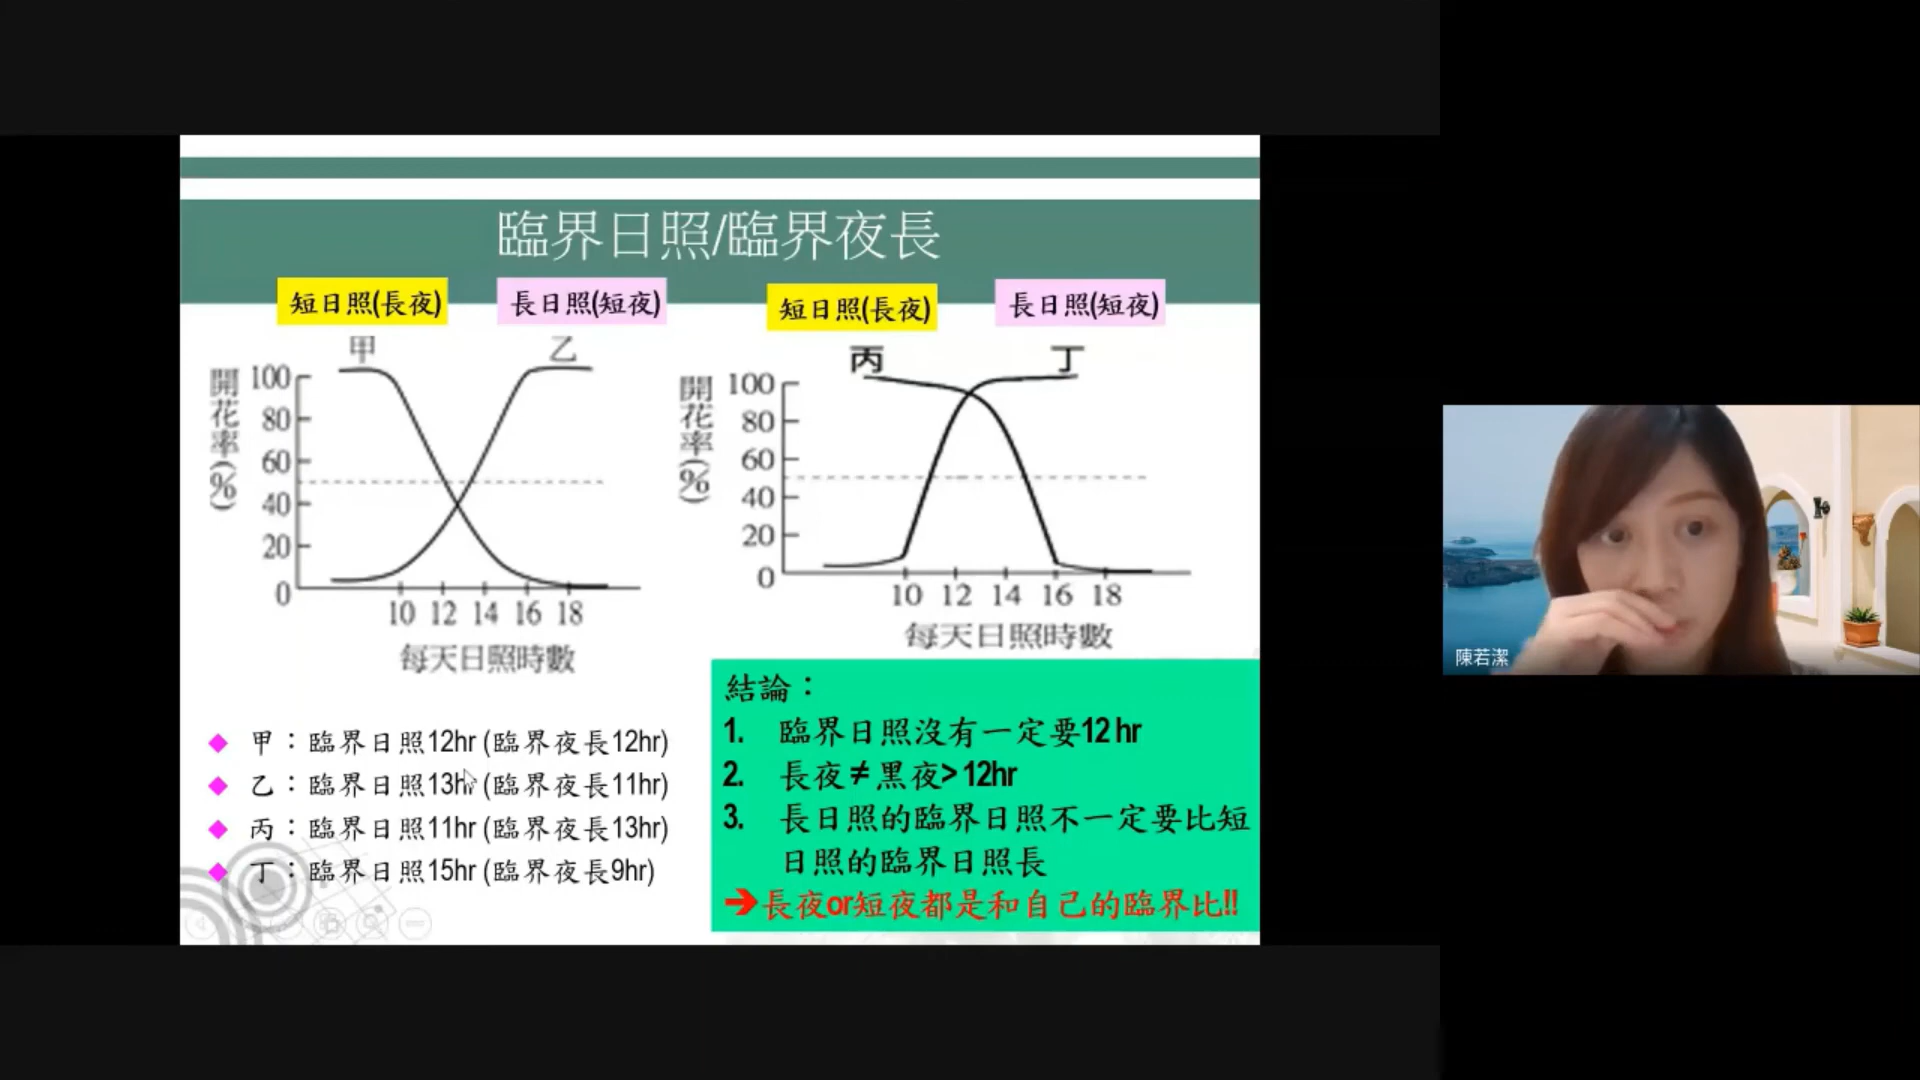 臨界日照/臨界夜長
短日照(長夜)
長日照(短夜)
短日照(長夜)
長日照(短夜)
甲
乙
開花率(%)
100
80
60
40
20
0
10 12 14 16 18
每天日照時數
丙
丁
開花率(%)
100
80
60
40
20
0
10 12 14 16 18
每天日照時數
甲：臨界日照12hr (臨界夜長12hr)
乙：臨界日照13hr (臨界夜長11hr)
丙：臨界日照11hr (臨界夜長13hr)
丁：臨界日照15hr (臨界夜長9hr)
結論：
1. 臨界日照沒有一定要12 hr
2. 長夜≠黑夜> 12hr
3. 長日照的臨界日照不一定要比短
日照的臨界日照長
➔長夜or短夜都是和自己的臨界比!!
陳若潔